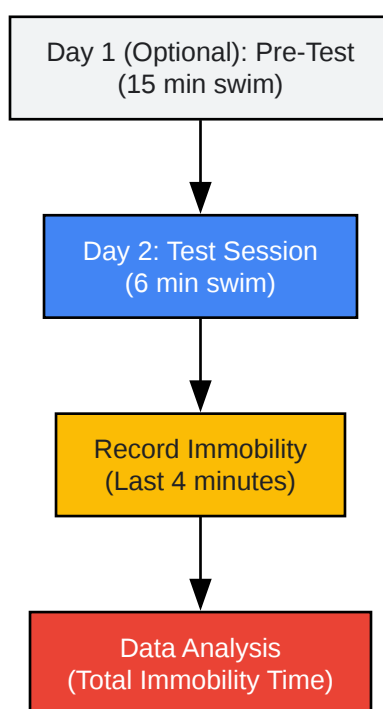 Day 1 (Optional): Pre-Test
(15 min swim)
Day 2: Test Session
(6 min swim)
Record Immobility
(Last 4 minutes)
Data Analysis
(Total Immobility Time)